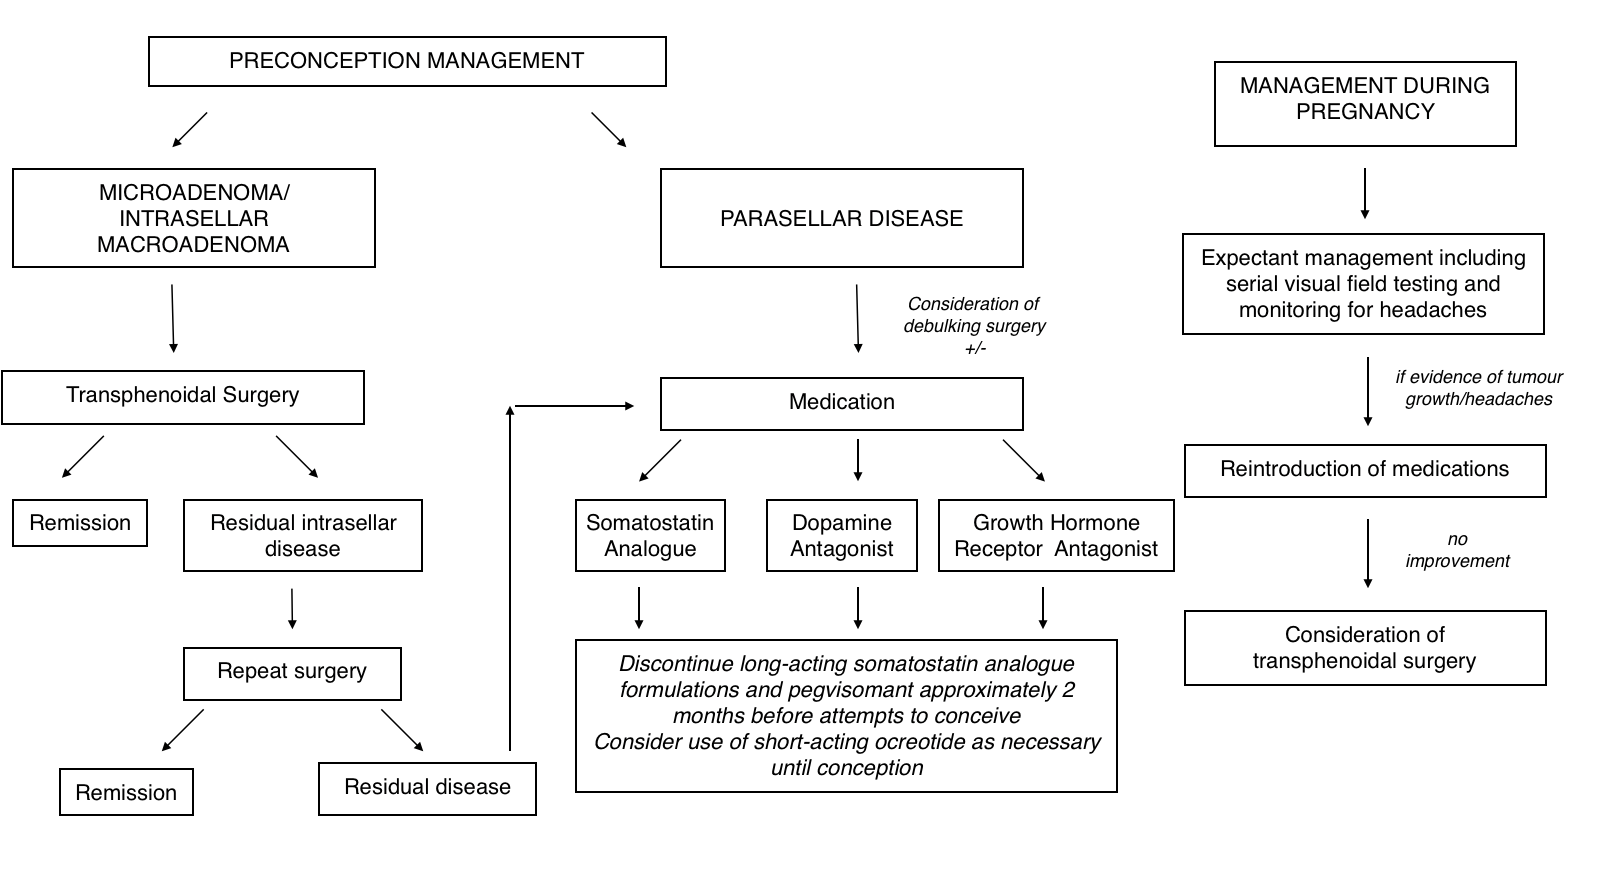 PRECONCEPTION MANAGEMENT
MICROADENOMA/
INTRASELLAR
MACROADENOMA
PARASELLAR DISEASE
Consideration of
debulking surgery
+/-
Transphenoidal Surgery
Medication
Remission
Residual intrasellar
disease
Somatostatin
Analogue
Dopamine
Antagonist
Growth Hormone
Receptor Antagonist
Repeat surgery
Discontinue long-acting somatostatin analogue
formulations and pegvisomant approximately 2
months before attempts to conceive
Consider use of short-acting ocreotide as necessary
until conception
Remission
Residual disease
MANAGEMENT DURING
PREGNANCY
Expectant management including
serial visual field testing and
monitoring for headaches
if evidence of tumour
growth/headaches
Reintroduction of medications
no
improvement
Consideration of
transphenoidal surgery